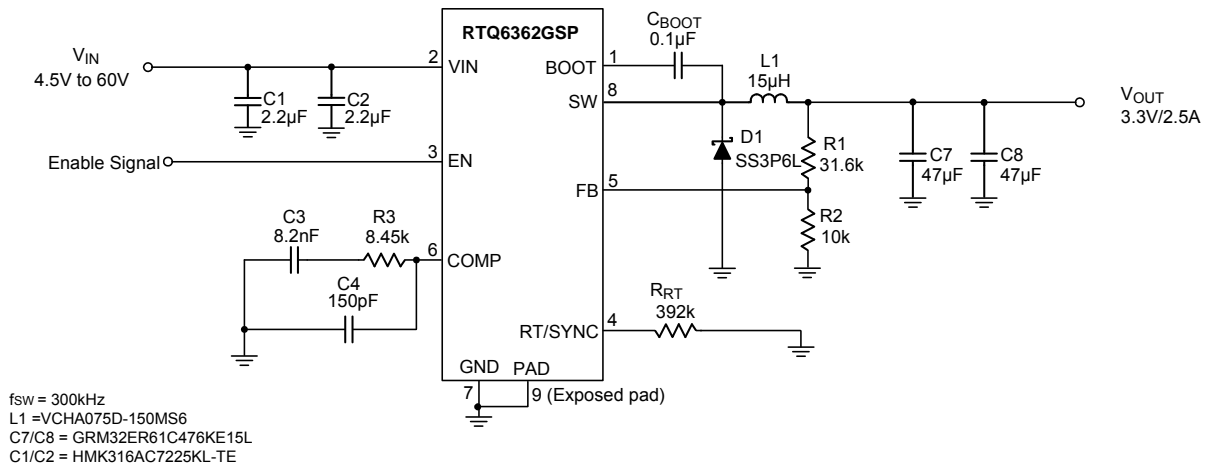 RTQ6362GSP
CBOOT
0.1µF
VIN
4.5V to 60V
2
VIN
BOOT
1
L1
15µH
8
SW
VOUT
3.3V/2.5A
C1
2.2µF
C2
2.2µF
D1
SS3P6L
R1
31.6k
C7
47µF
C8
47µF
Enable Signal
3
EN
FB
5
R2
10k
C3
8.2nF
R3
8.45k
6
COMP
C4
150pF
RRT
392k
RT/SYNC
4
GND
PAD
7
9 (Exposed pad)
fSW = 300kHz
L1 =VCHA075D-150MS6
C7/C8 = GRM32ER61C476KE15L
C1/C2 = HMK316AC7225KL-TE